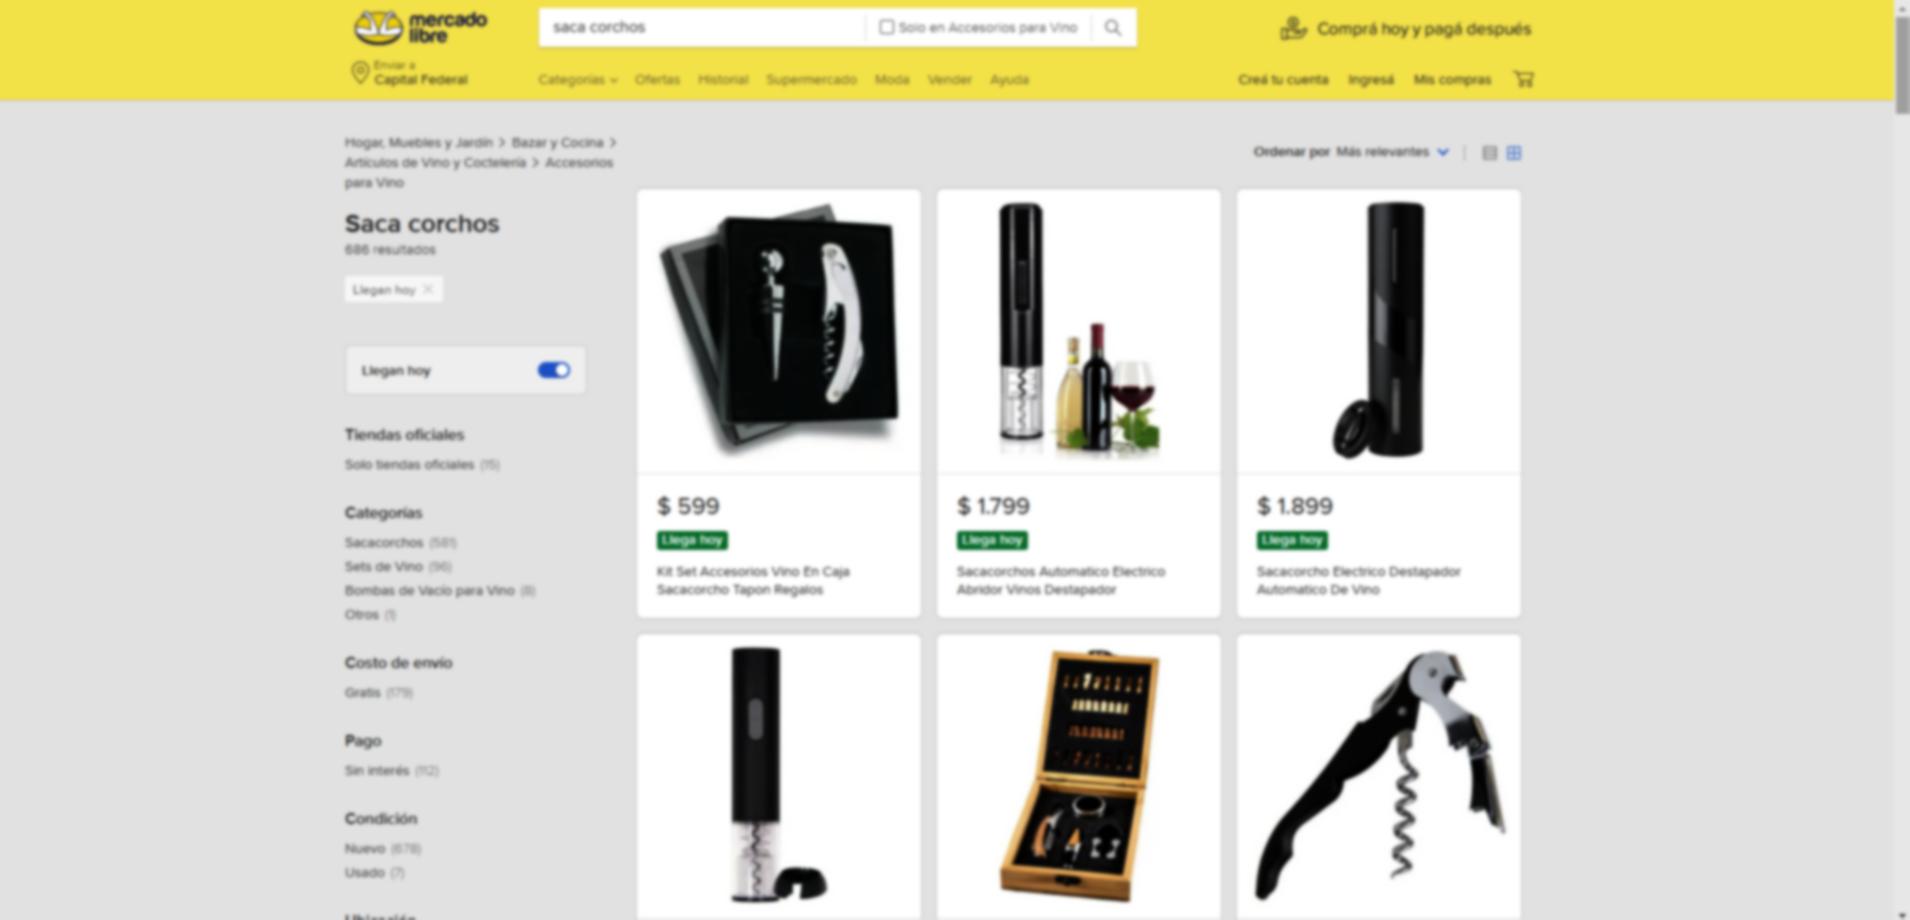 mercado
libre
saca corchos
Solo en Accesorios para Vino
Comprá hoy y pagá después
Enviar a
Capital Federal
Categorías
Ofertas
Historial
Supermercado
Moda
Vender
Ayuda
Creá tu cuenta
Ingresá
Mis compras
Hogar, Muebles y Jardín > Bazar y Cocina >
Artículos de Vino y Coctelería > Accesorios
para Vino
Ordenar por Más relevantes
Saca corchos
686 resultados
Llegan hoy
Llegan hoy
Tiendas oficiales
Solo tiendas oficiales (15)
Categorías
Sacacorchos (581)
Sets de Vino (96)
Bombas de Vacío para Vino (8)
Otros (1)
Costo de envío
Gratis (179)
Pago
Sin interés (112)
Condición
Nuevo (678)
Usado (7)
Ubicación
$ 599
Llega hoy
Kit Set Accesorios Vino En Caja
Sacacorcho Tapon Regalos
$ 1.799
Llega hoy
Sacacorchos Automatico Electrico
Abridor Vinos Destapador
$ 1.899
Llega hoy
Sacacorcho Electrico Destapador
Automatico De Vino